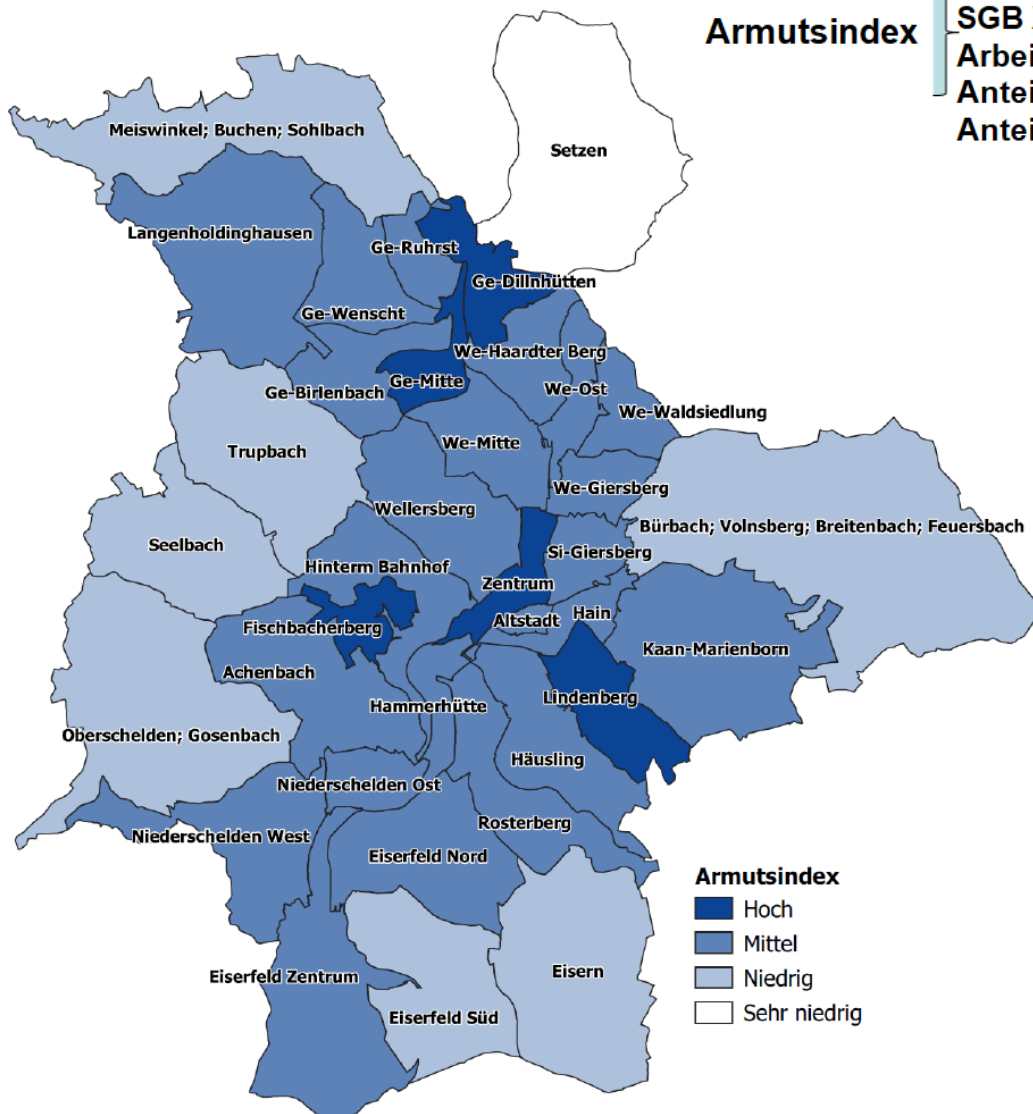 Armutsindex
SGB
Arbei
Antei
Antei
Meiswinkel; Buchen; Sohlbach
Setzen
Langenholdinghausen
Ge-Ruhrst
Ge-Dillnhütten
Ge-Wenscht
We-Haardter Berg
Ge-Mitte
Ge-Birlenbach
We-Ost
We-Waldsiedlung
Trupbach
We-Mitte
We-Giersberg
Wellersberg
Bürbach; Volnsberg; Breitenbach; Feuersbach
Seelbach
Si-Giersberg
Hinterm Bahnhof
Zentrum
Hain
Altstadt
Fischbacherberg
Kaan-Marienborn
Achenbach
Lindenberg
Hammerhütte
Oberschelden; Gosenbach
Häusling
Niederschelden Ost
Rosterberg
Niederschelden West
Eiserfeld Nord
Armutsindex
Hoch
Mittel
Niedrig
Sehr niedrig
Eisern
Eiserfeld Zentrum
Eiserfeld Süd